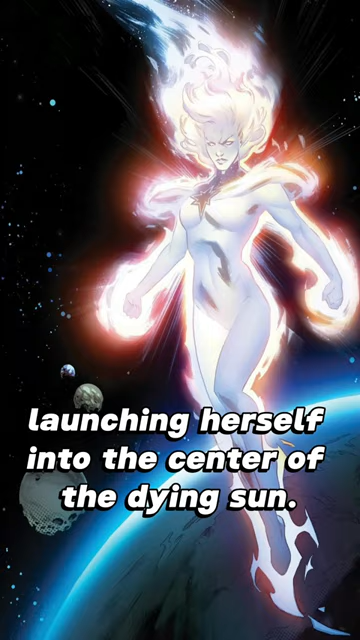 launching herself
into the center of
the dying sun.